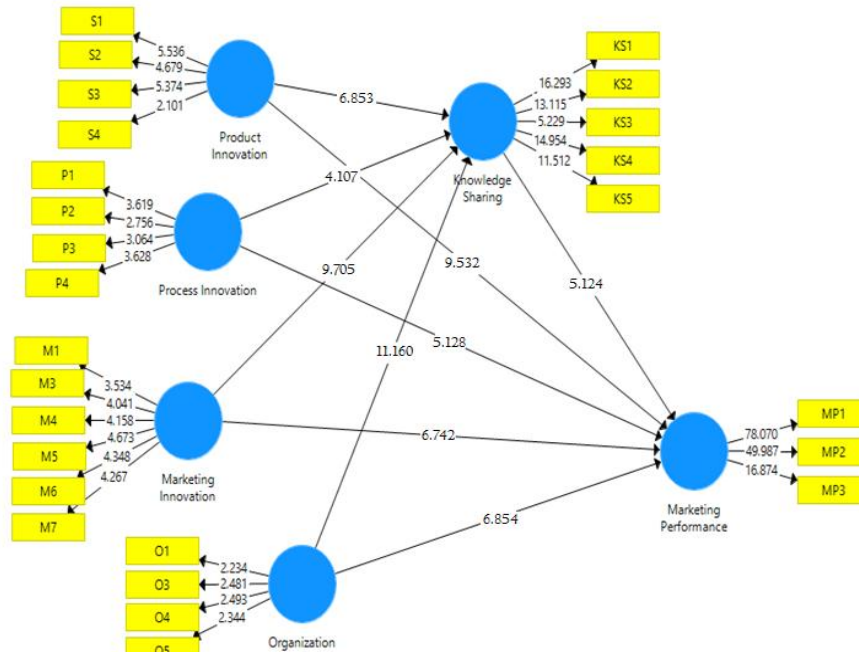 S1
S2
S3
S4
5.536
4.679
5.374
2.101
Product
Innovation
P1
P2
P3
P4
3.619
2.756
3.064
3.628
Process Innovation
M1
M3
M4
M5
M6
M7
3.534
4.041
4.158
4.673
4.348
4.267
Marketing
Innovation
O1
O3
O4
O5
2.234
2.481
2.493
2.344
Organization
6.853
4.107
9.705
11.160
9.532
5.128
6.742
6.854
5.124
Knowledge
Sharing
16.293
13.115
5.229
14.954
11.512
KS1
KS2
KS3
KS4
KS5
Marketing
Performance
78.070
49.987
16.874
MP1
MP2
MP3